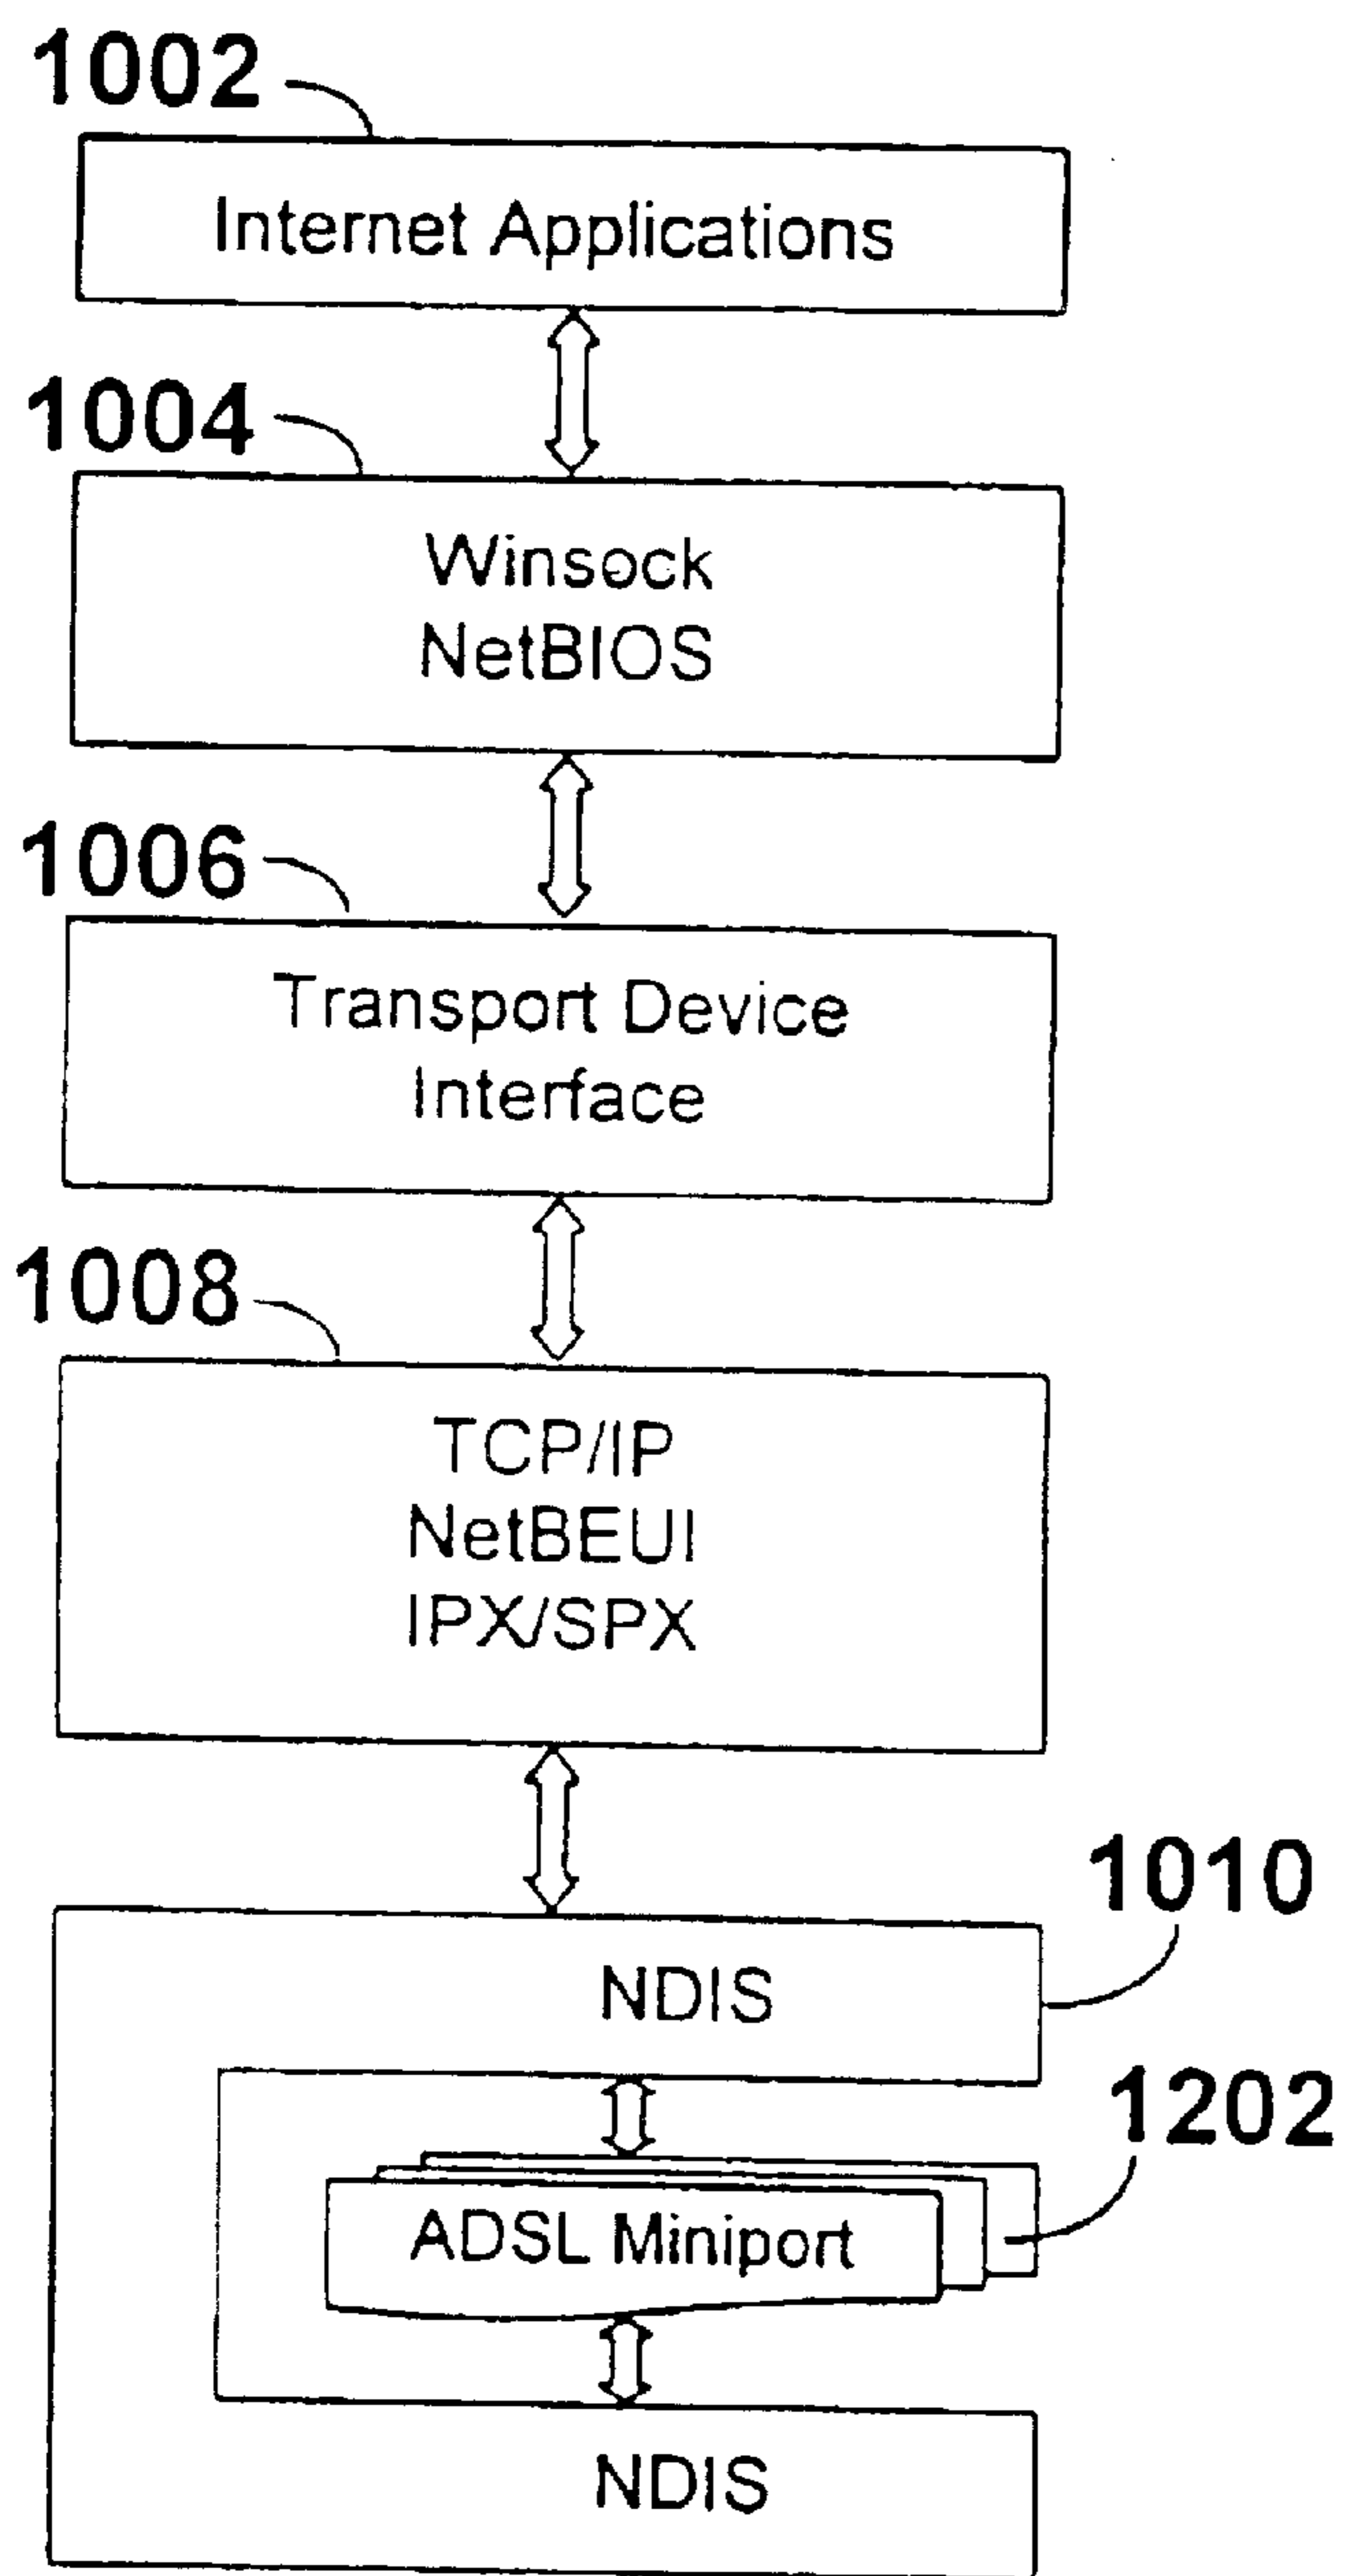 1002
Internet Applications
1004
Winsock
NetBIOS
1006
Transport Device
Interface
1008
TCP/IP
NetBEUI
IPX/SPX
1010
NDIS
1202
ADSL Miniport
NDIS